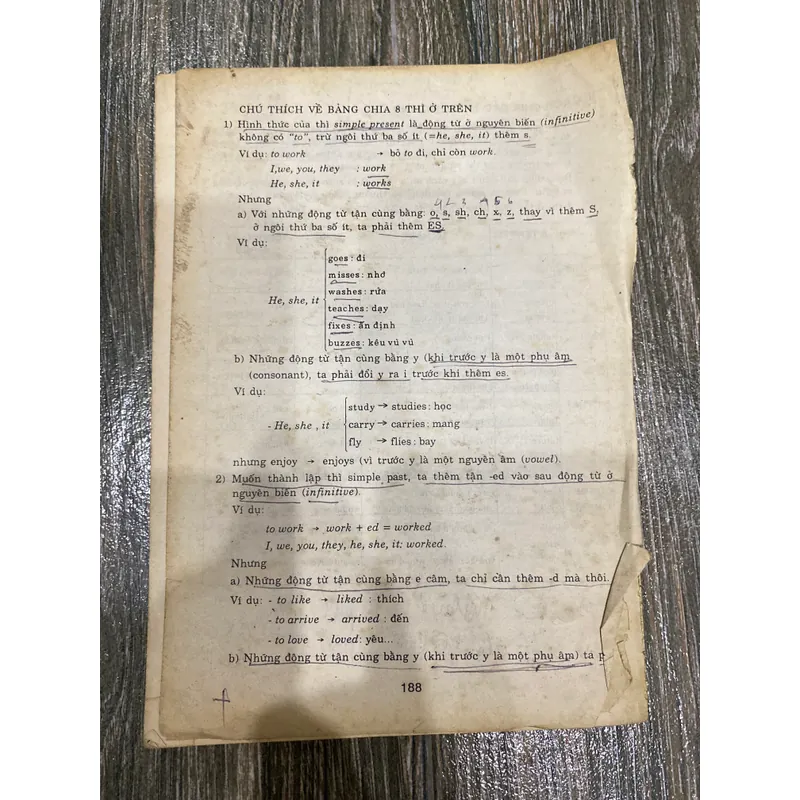 CHÚ THÍCH VỀ BẢNG CHIA 8 THÌ Ở TRÊN
1) Hình thức của thì simple present là động từ ở nguyên biến (infinitive)
không có "to", trừ ngôi thứ ba số ít (=he, she, it) thêm s.
Ví dụ: to work → bỏ to đi, chỉ còn work.
I,we, you, they : work
He, she, it : works
Nhưng
4 2 3 5 6
a) Với những động từ tận cùng bằng: o, s, sh, ch, x, z, thay vì thêm S,
ở ngôi thứ ba số ít, ta phải thêm ES.
Ví dụ:
goes : đi
misses : nhớ
washes : rửa
He, she, it
teaches : dạy
fixes : ấn định
buzzes : kêu vù vù
b) Những động từ tận cùng bằng y (khi trước y là một phụ âm
(consonant), ta phải đổi y ra i trước khi thêm es.
Ví dụ:
study → studies : học
- He, she , it carry → carries : mang
fly → flies : bay
nhưng enjoy → enjoys (vì trước y là một nguyên âm (vowel).
2) Muốn thành lập thì simple past, ta thêm tận -ed vào sau động từ ở
nguyên biến (infinitive).
Ví dụ:
to work → work + ed = worked
I, we, you, they, he, she, it: worked.
Nhưng
a) Những động từ tận cùng bằng e câm, ta chỉ cần thêm -d mà thôi.
Ví dụ: - to like → liked : thích
- to arrive → arrived : đến
- to love → loved: yêu...
b) Những động từ tận cùng bằng y (khi trước y là một phụ âm) ta p
188